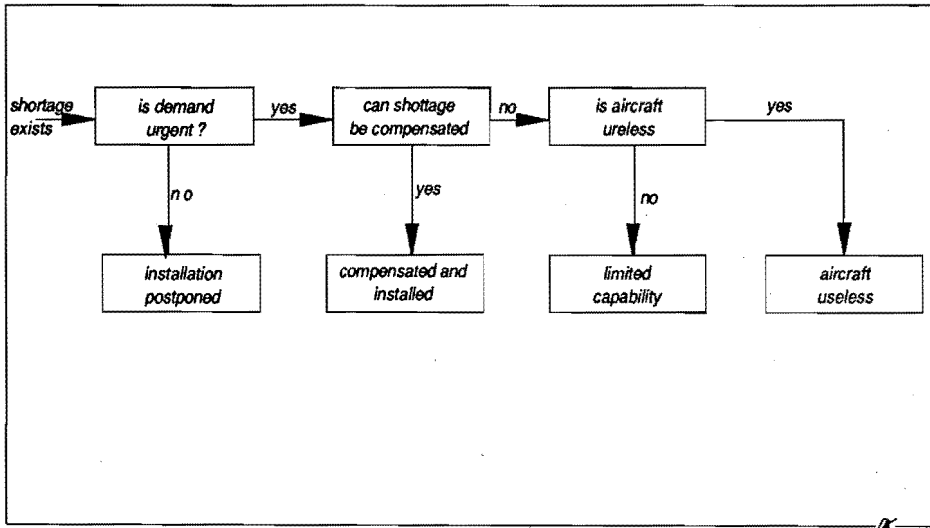 shortage
exists
is demand
urgent ?
yes
can shottage
be compensated
no
is aircraft
ureless
yes
n o
yes
no
installation
postponed
compensated and
installed
limited
capability
aircraft
useless